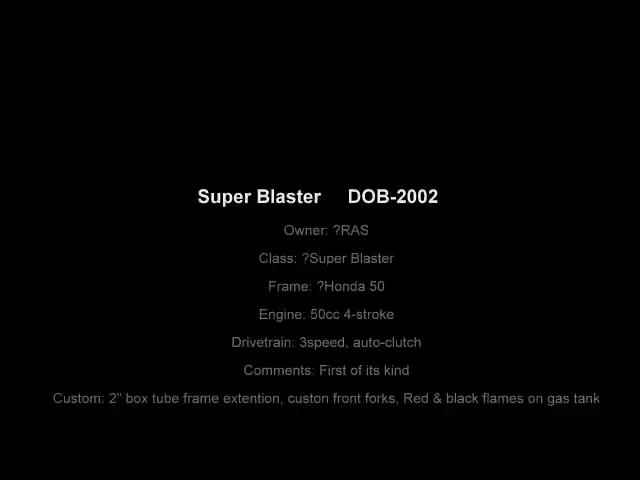 Super Blaster DOB-2002
Owner: ?RAS
Class: ?Super Blaster
Frame: ?Honda 50
Engine: 50cc 4-stroke
Drivetrain: 3speed, auto-clutch
Comments: First of its kind
Custom: 2" box tube frame extention, custon front forks, Red & black flames on gas tank